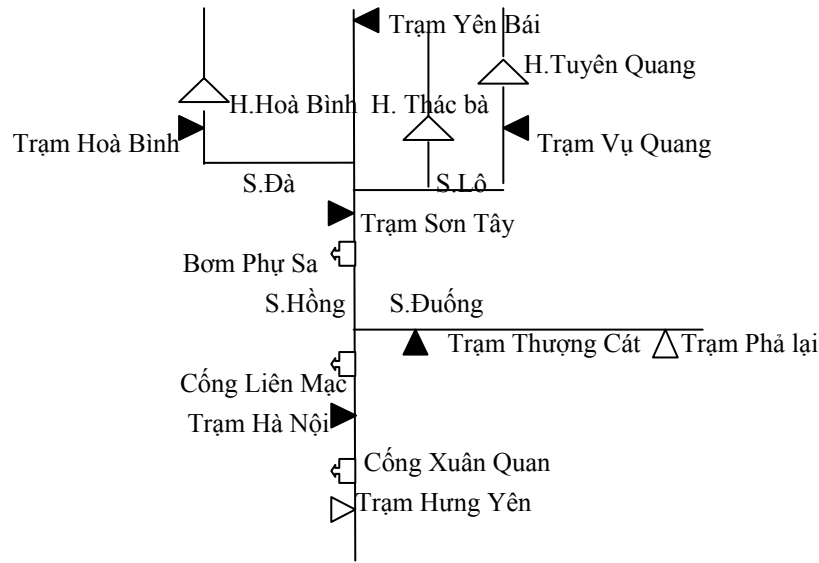 Trạm Yên Bái
H.Tuyên Quang
H.Hoà Bình
H. Thác bà
Trạm Hoà Bình
Trạm Vụ Quang
S.Đà
S.Lô
Trạm Sơn Tây
Bơm Phụ Sa
S.Hồng
S.Đuống
Trạm Thượng Cát
Trạm Phả lại
Cống Liên Mạc
Trạm Hà Nội
Cống Xuân Quan
Trạm Hưng Yên